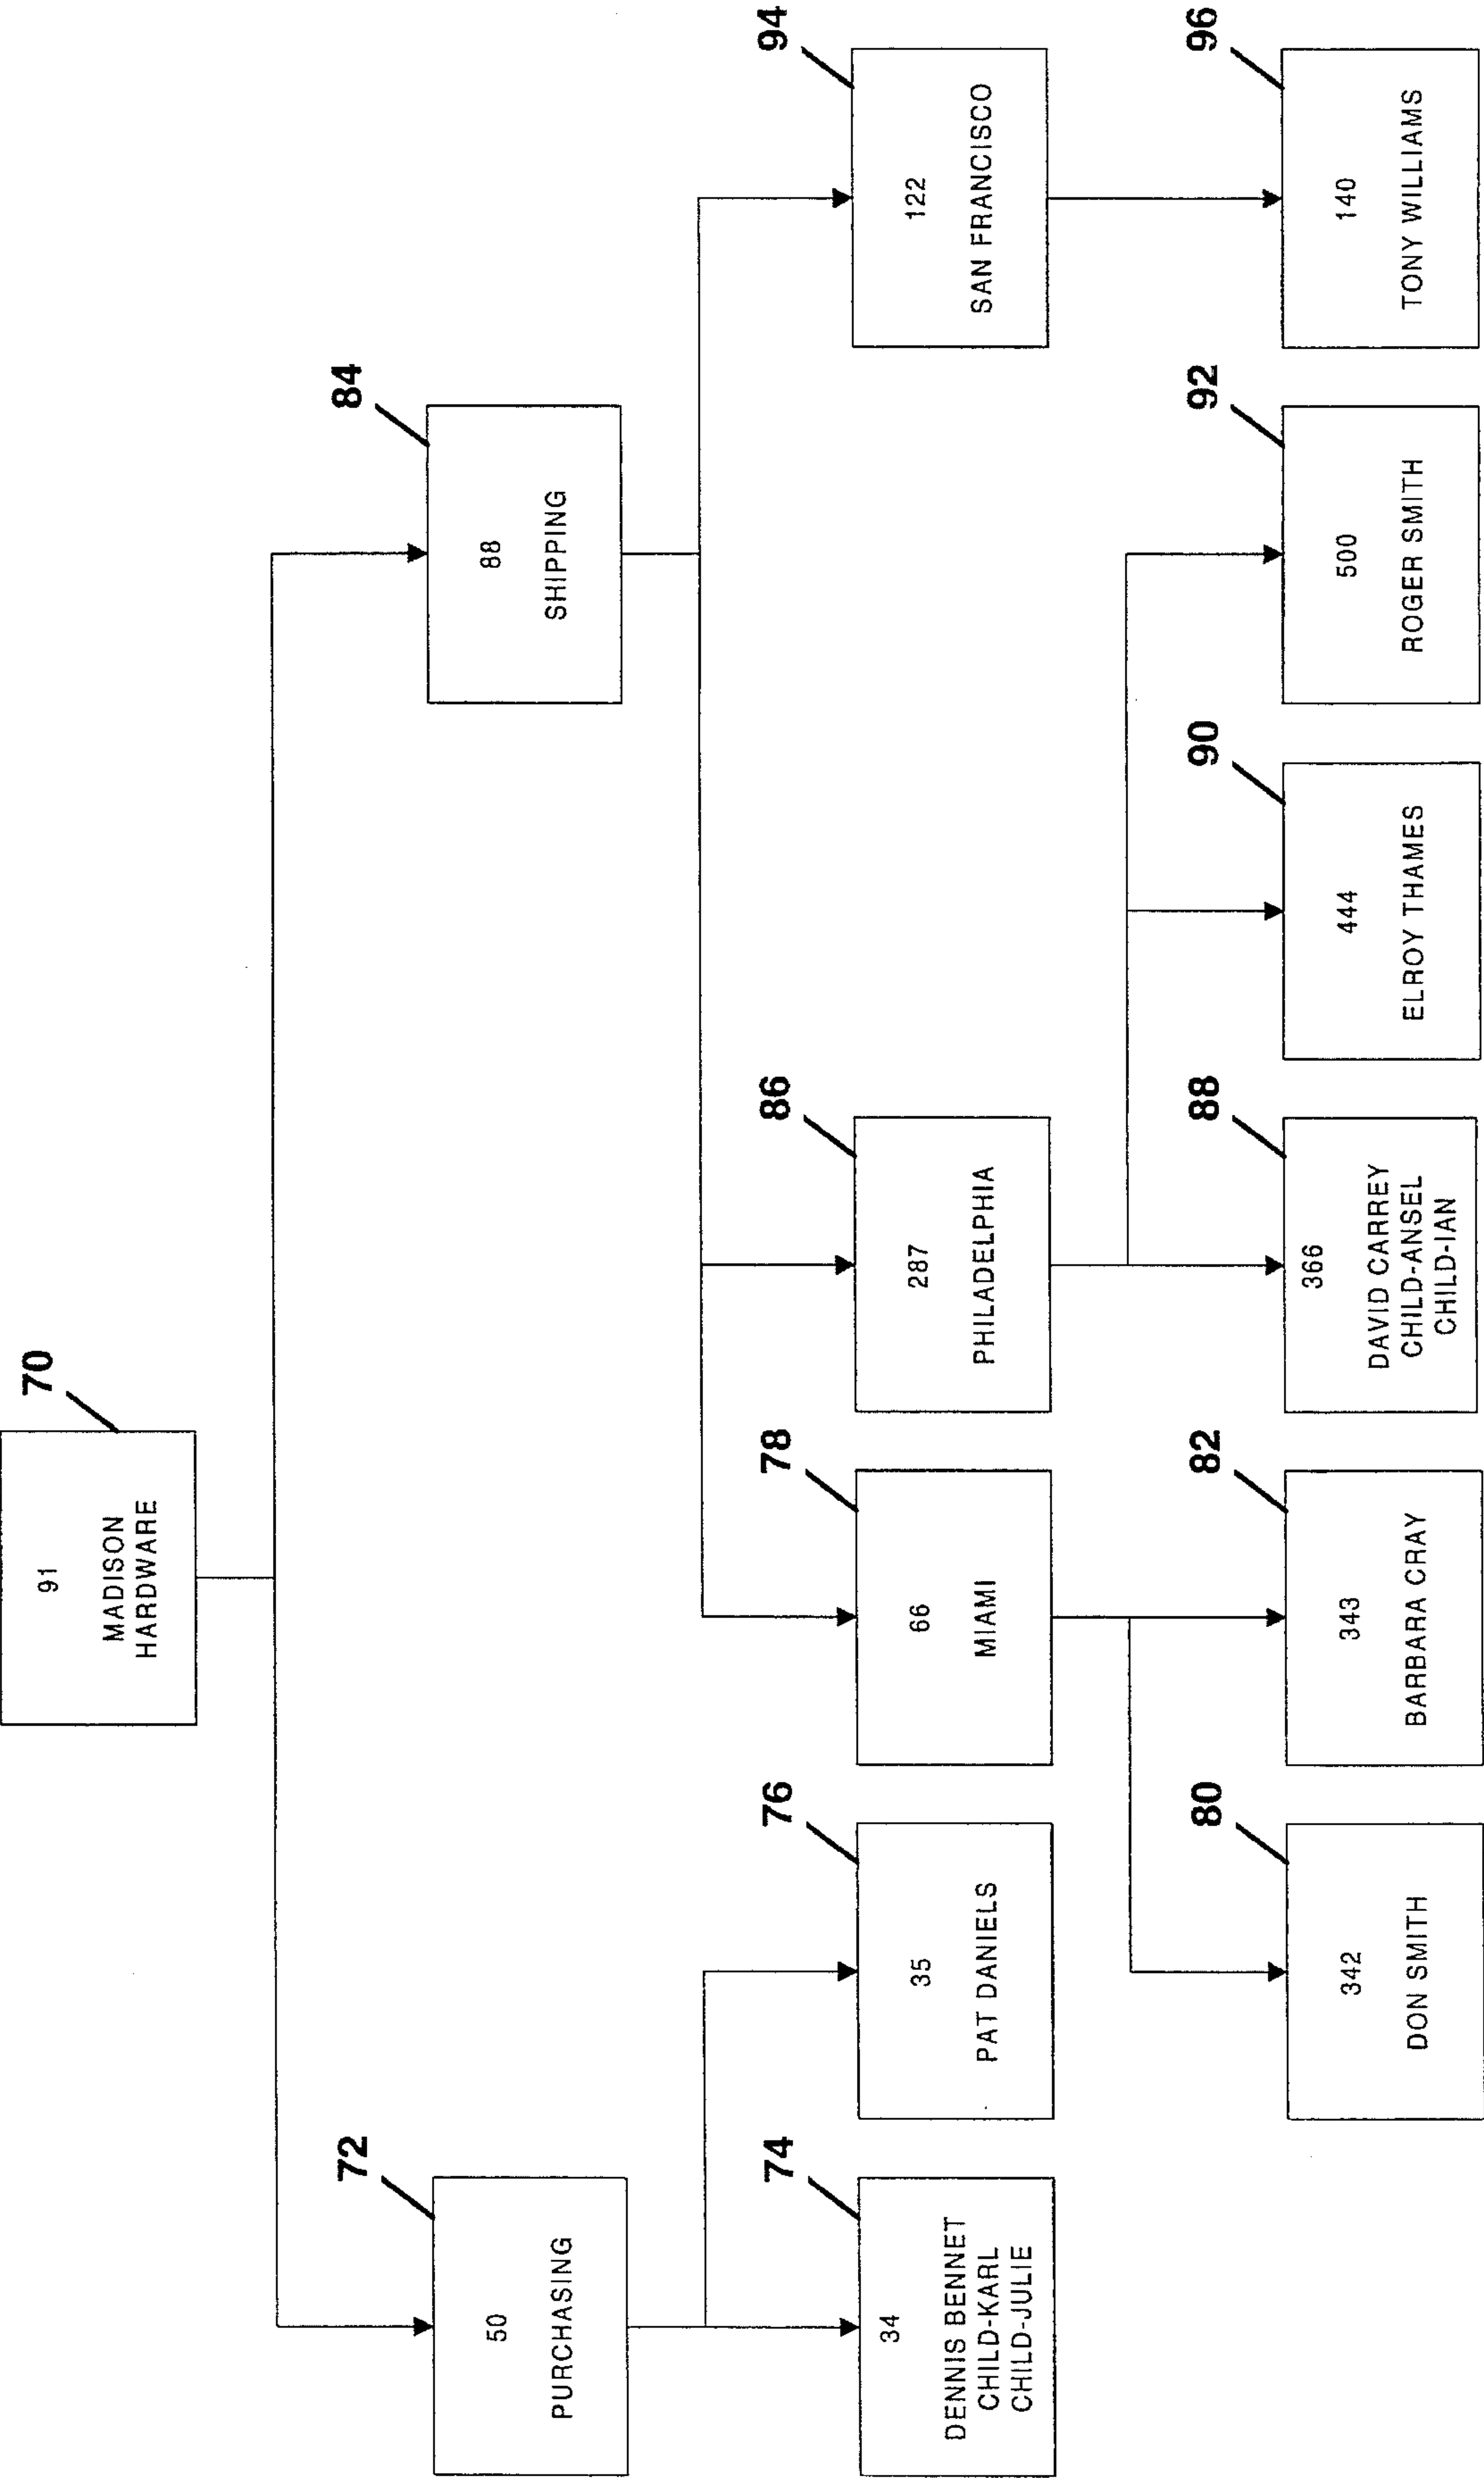 70
91
MADISON
HARDWARE
72
50
PURCHASING
84
88
SHIPPING
74
34
DENNIS BENNET
CHILD-KARL
CHILD-JULIE
76
35
PAT DANIELS
78
66
MIAMI
86
287
PHILADELPHIA
94
122
SAN FRANCISCO
80
342
DON SMITH
82
343
BARBARA CRAY
88
366
DAVID CARREY
CHILD-ANSEL
CHILD-IAN
90
444
ELROY THAMES
92
500
ROGER SMITH
96
140
TONY WILLIAMS